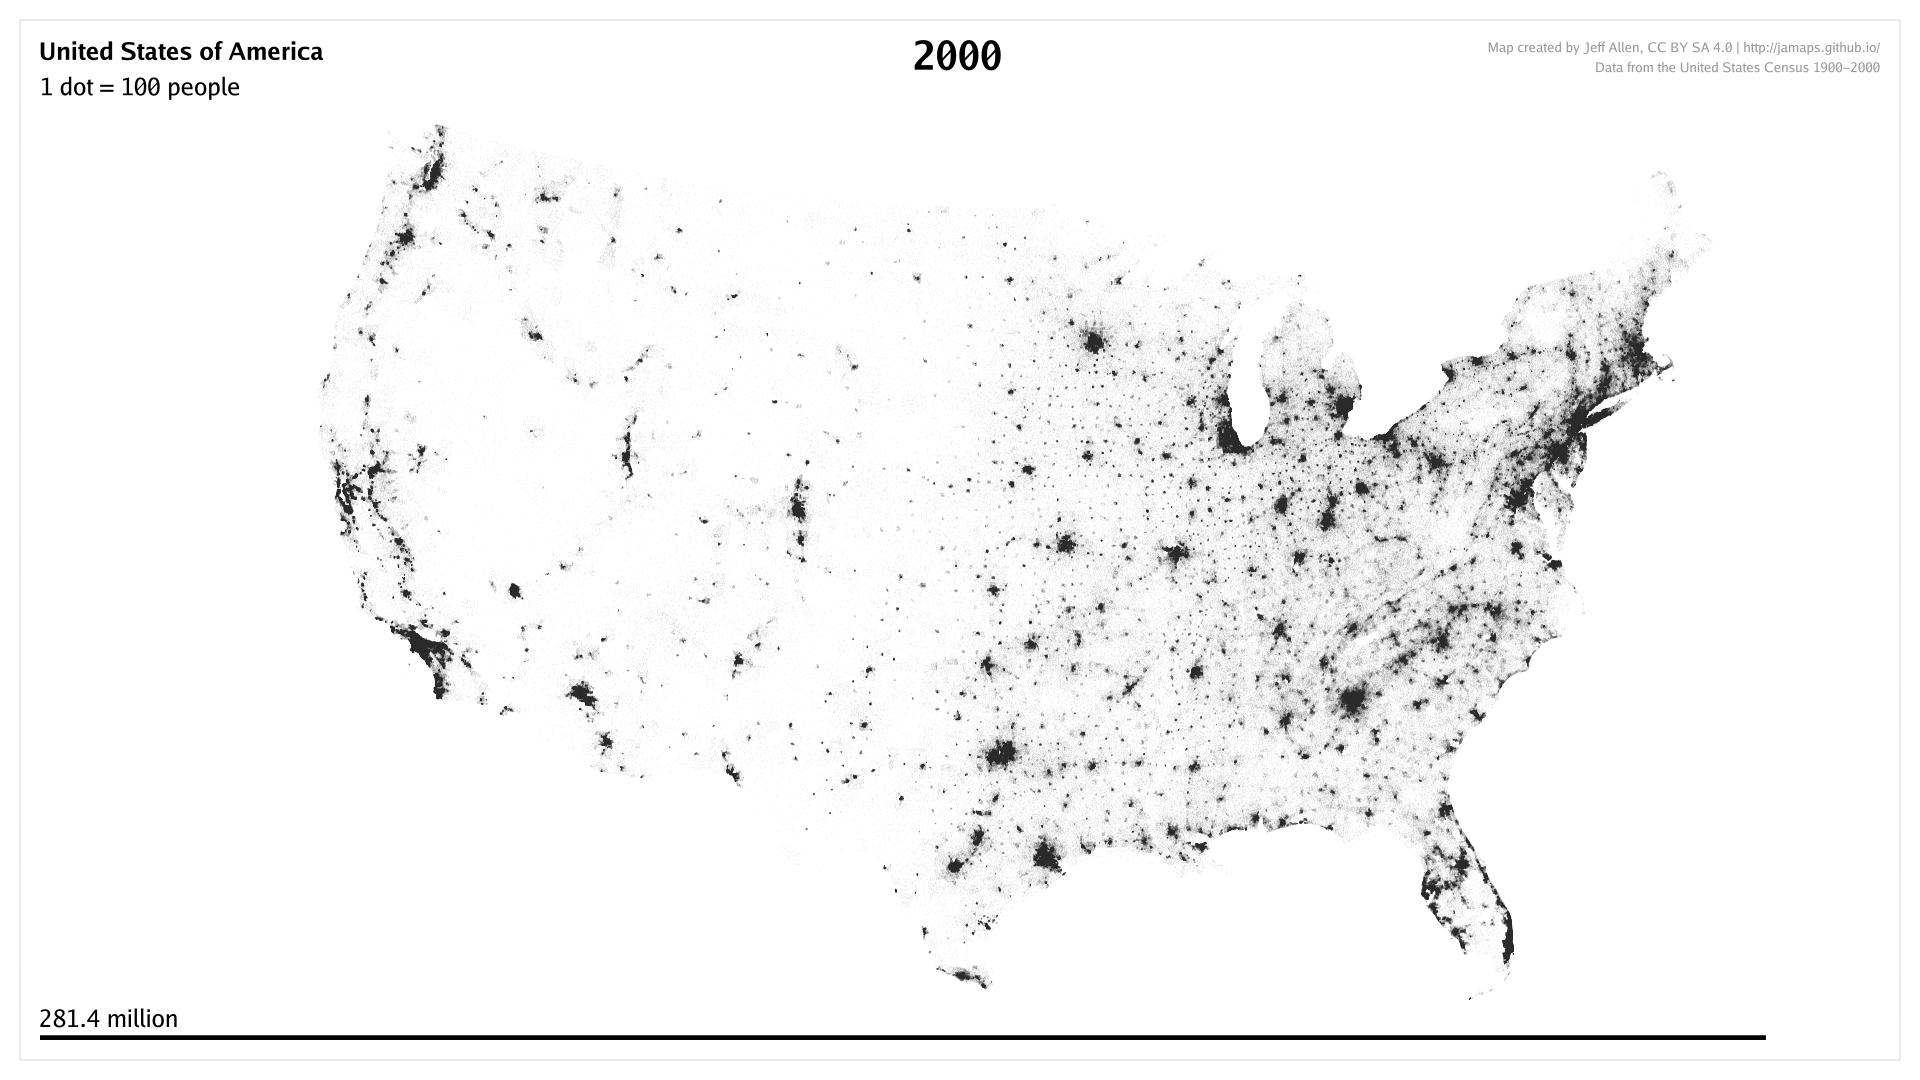 United States of America
1 dot = 100 people
2000
Map created by Jeff Allen, CC BY SA 4.0 | http://jamaps.github.io/
Data from the United States Census 1900–2000
281.4 million